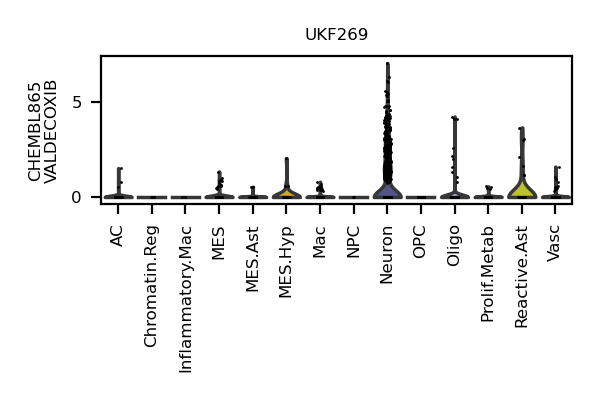 UKF269
CHEMBL865
VALDECOXIB
5
0
AC
Chromatin.Reg
Inflammatory.Mac
MES
MES.Ast
MES.Hyp
Mac
NPC
Neuron
OPC
Oligo
Prolif.Metab
Reactive.Ast
Vasc